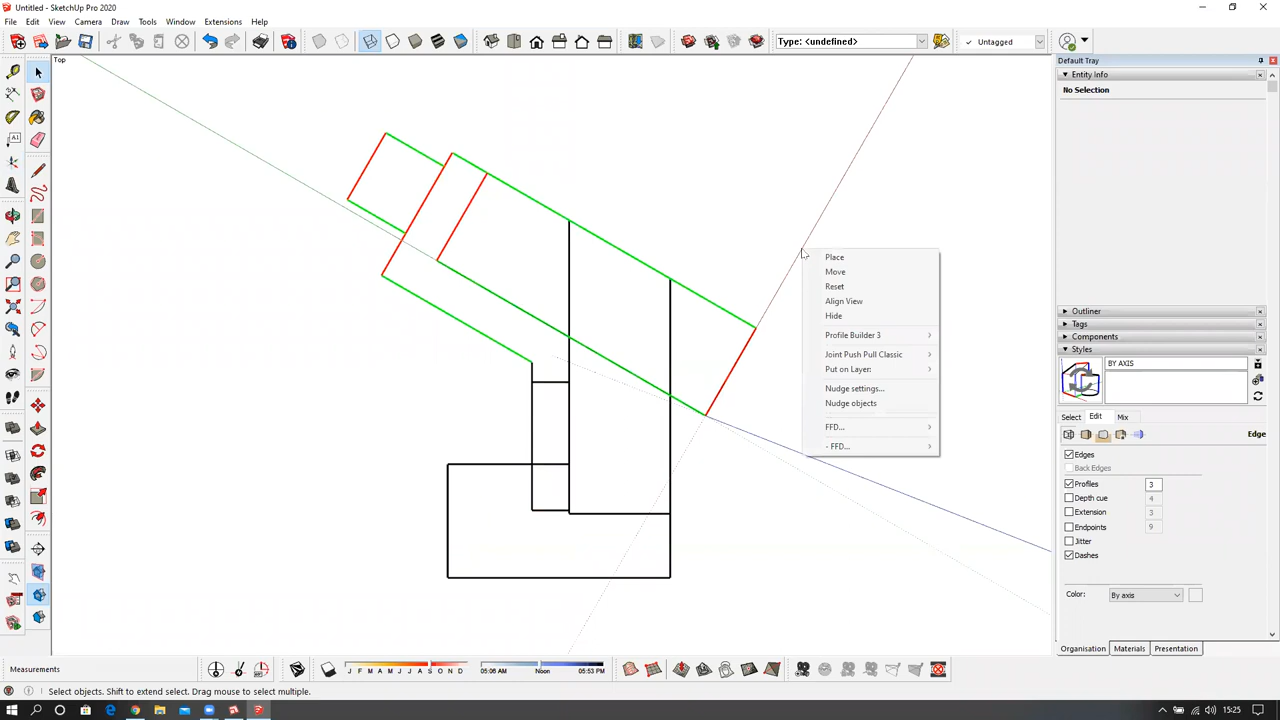 Untitled - SketchUp Pro 2020
File Edit View Camera Draw Tools Window Extensions Help
Type: <undefined>
✓ Untagged
Top
Default Tray
Entity Info
No Selection
Place
Move
Reset
Align View
Hide
Profile Builder 3
Joint Push Pull Classic
Put on Layer:
Nudge settings...
Nudge objects
FFD...
- FFD...
Outliner
Tags
Components
Styles
BY AXIS
Select Edit Mix
Edge
Edges
Back Edges
Profiles 3
Depth cue 4
Extension 3
Endpoints 9
Jitter
Dashes
Color: By axis
Organisation Materials Presentation
Measurements
J F M A M J J A S O N D
05:06 AM Noon 05:53 PM
Select objects. Shift to extend select. Drag mouse to select multiple.
15:25